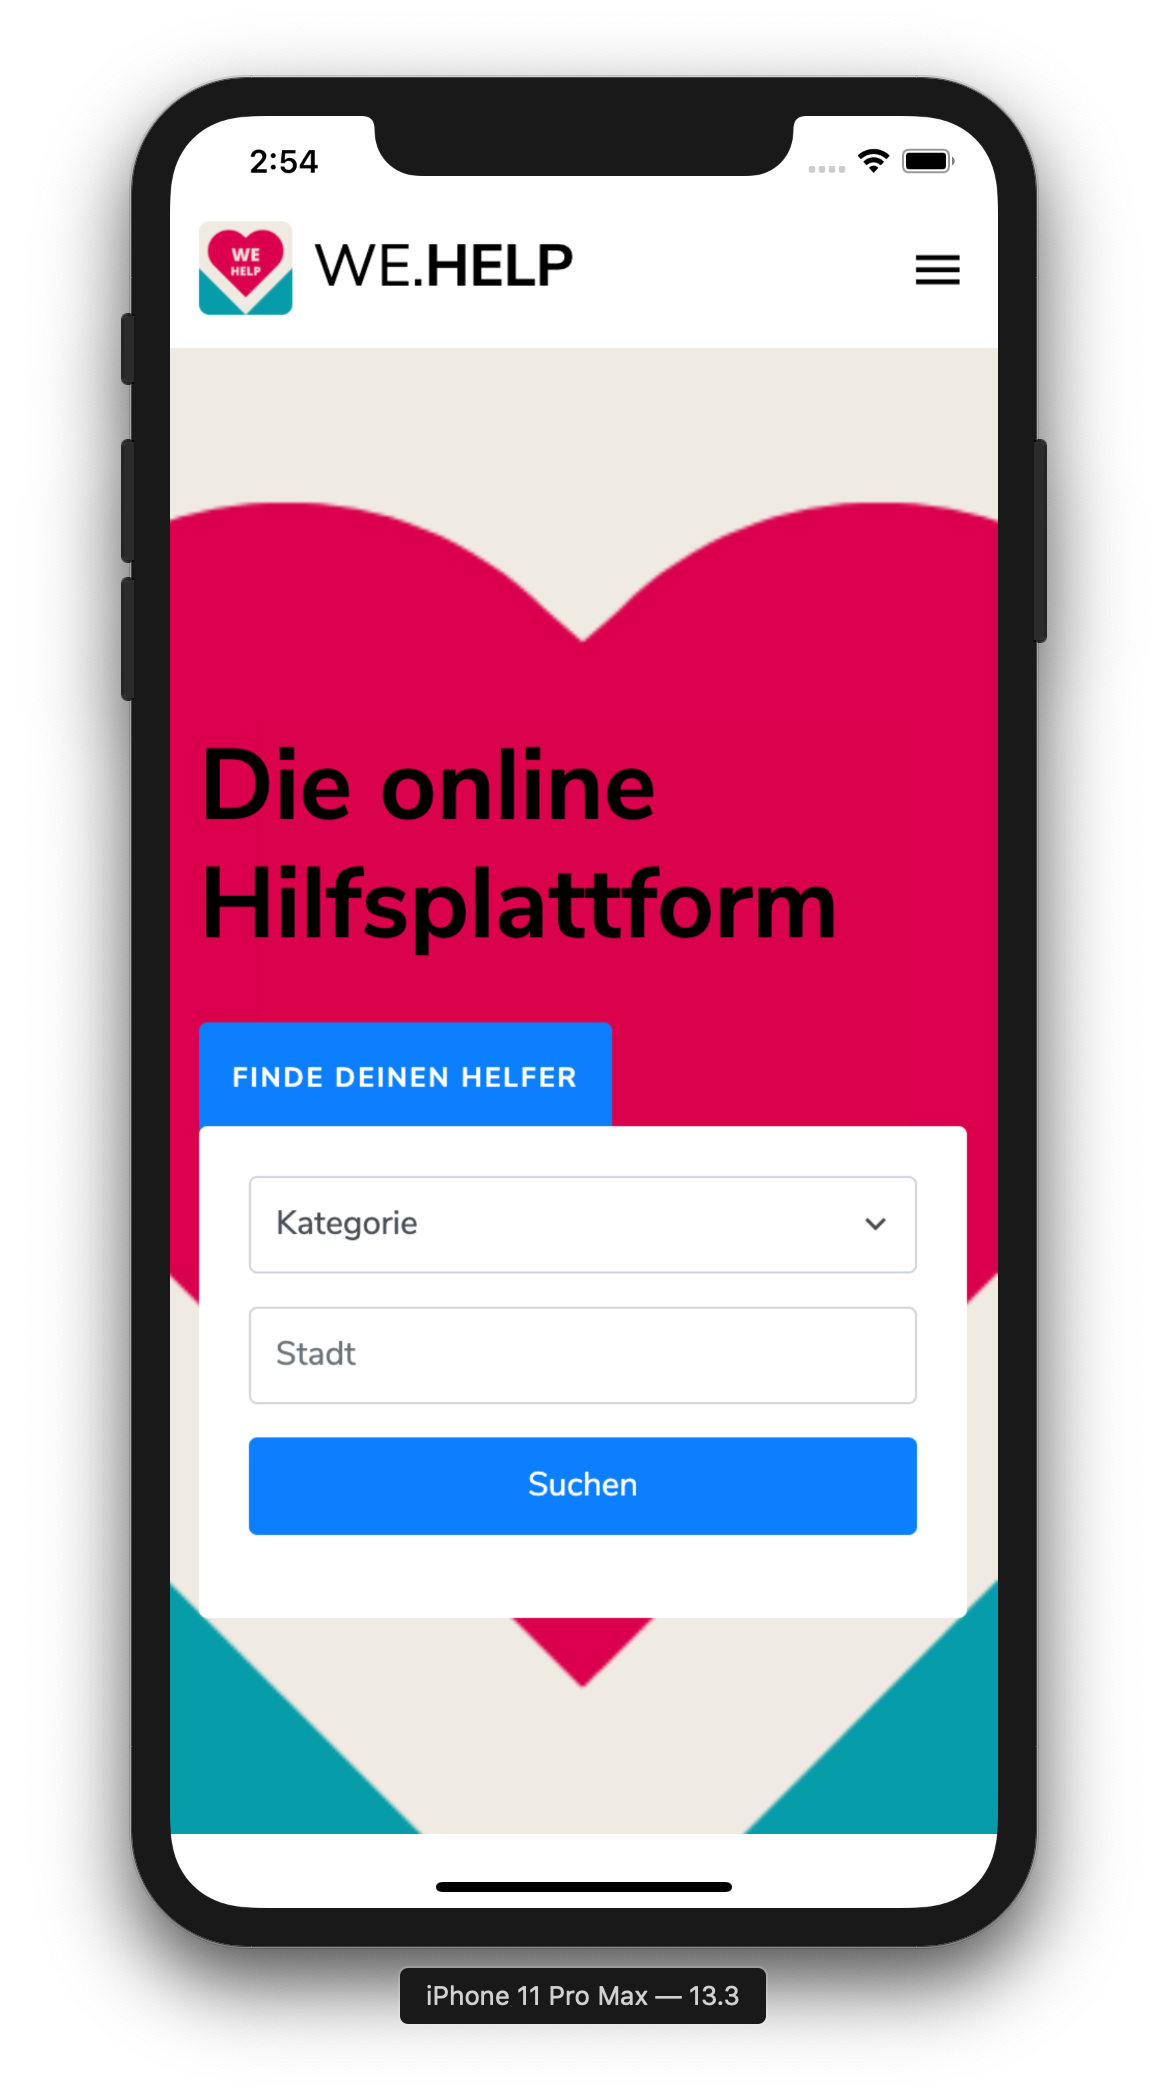 2:54
WE
HELP
WE.HELP
Die online
Hilfsplattform
FINDE DEINEN HELFER
Kategorie
Stadt
Suchen
iPhone 11 Pro Max — 13.3